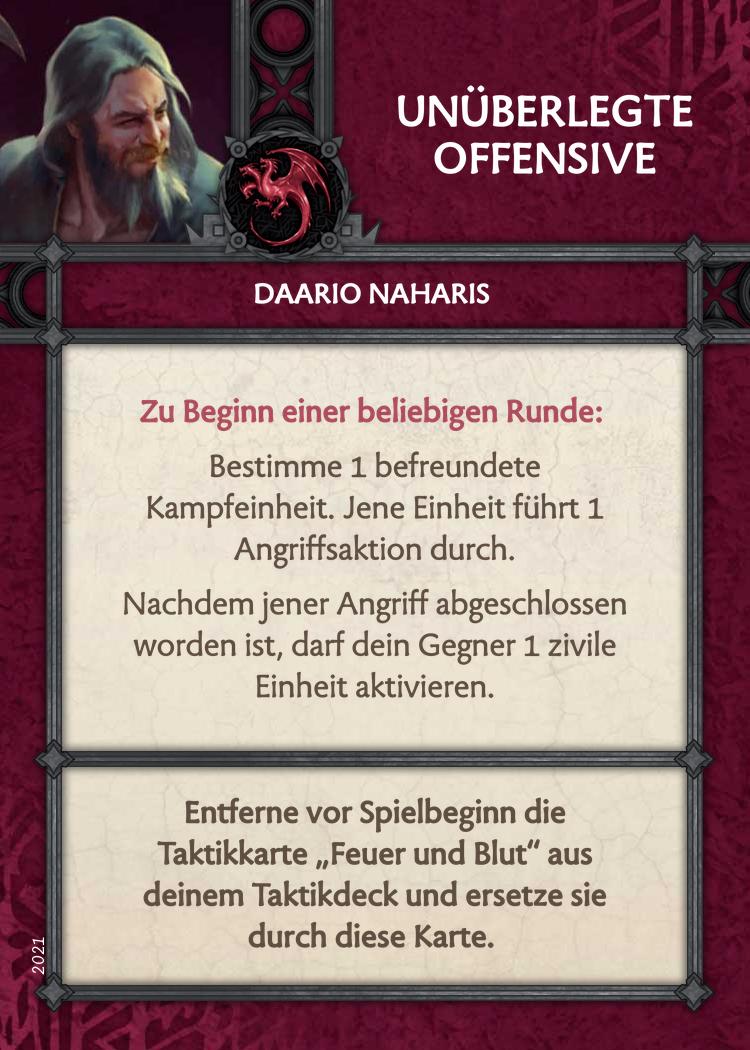 UNÜBERLEGTE
OFFENSIVE
DAARIO NAHARIS
Zu Beginn einer beliebigen Runde:
Bestimme 1 befreundete
Kampfeinheit. Jene Einheit führt 1
Angriffsaktion durch.
Nachdem jener Angriff abgeschlossen
worden ist, darf dein Gegner 1 zivile
Einheit aktivieren.
Entferne vor Spielbeginn die
Taktikkarte „Feuer und Blut“ aus
deinem Taktikdeck und ersetze sie
durch diese Karte.
2021